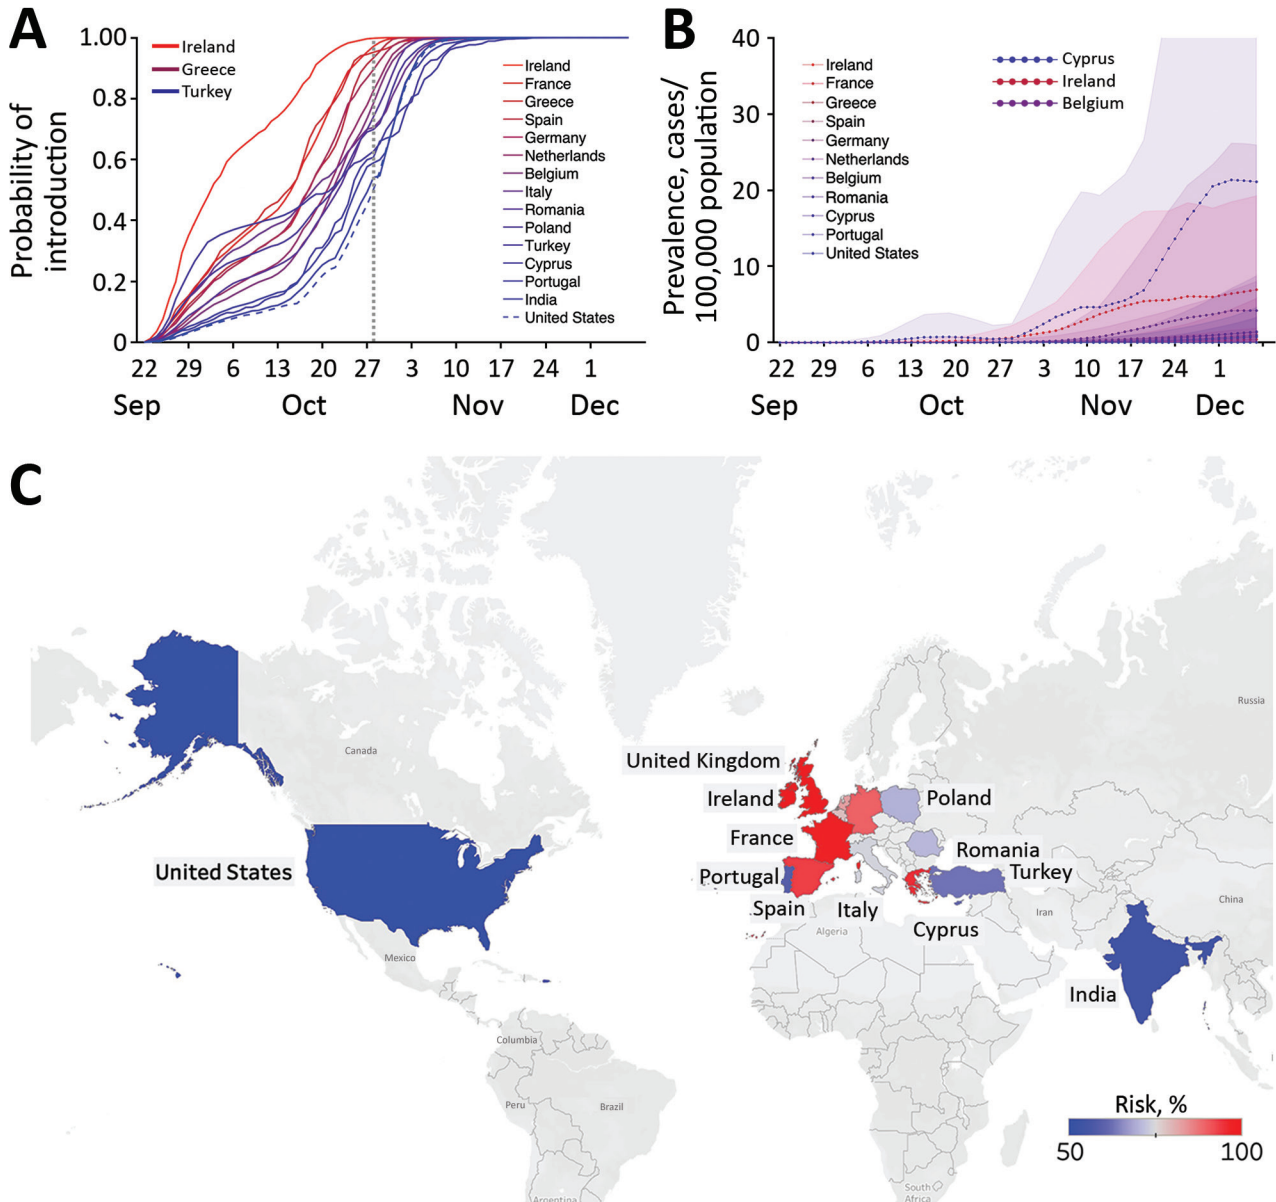 A
Probability of
introduction
1.00
0.8
0.6
0.4
0.2
0
Ireland
Greece
Turkey
Ireland
France
Greece
Spain
Germany
Netherlands
Belgium
Italy
Romania
Poland
Turkey
Cyprus
Portugal
India
United States
22 29 6 13 20 27 3 10 17 24 1
Sep Oct Nov Dec
B
Prevalence, cases/
100,000 population
40
30
20
10
0
Ireland
France
Greece
Spain
Germany
Netherlands
Belgium
Romania
Cyprus
Portugal
United States
Cyprus
Ireland
Belgium
22 29 6 13 20 27 3 10 17 24 1
Sep Oct Nov Dec
C
Russia
Canada
United Kingdom
Ireland
Poland
France
Romania
United States
Portugal
Turkey
Spain
Italy
Cyprus
Algeria
Iran
China
Mexico
India
Columbia
Peru
Brazil
Argentina
South
Africa
Risk, %
50 100